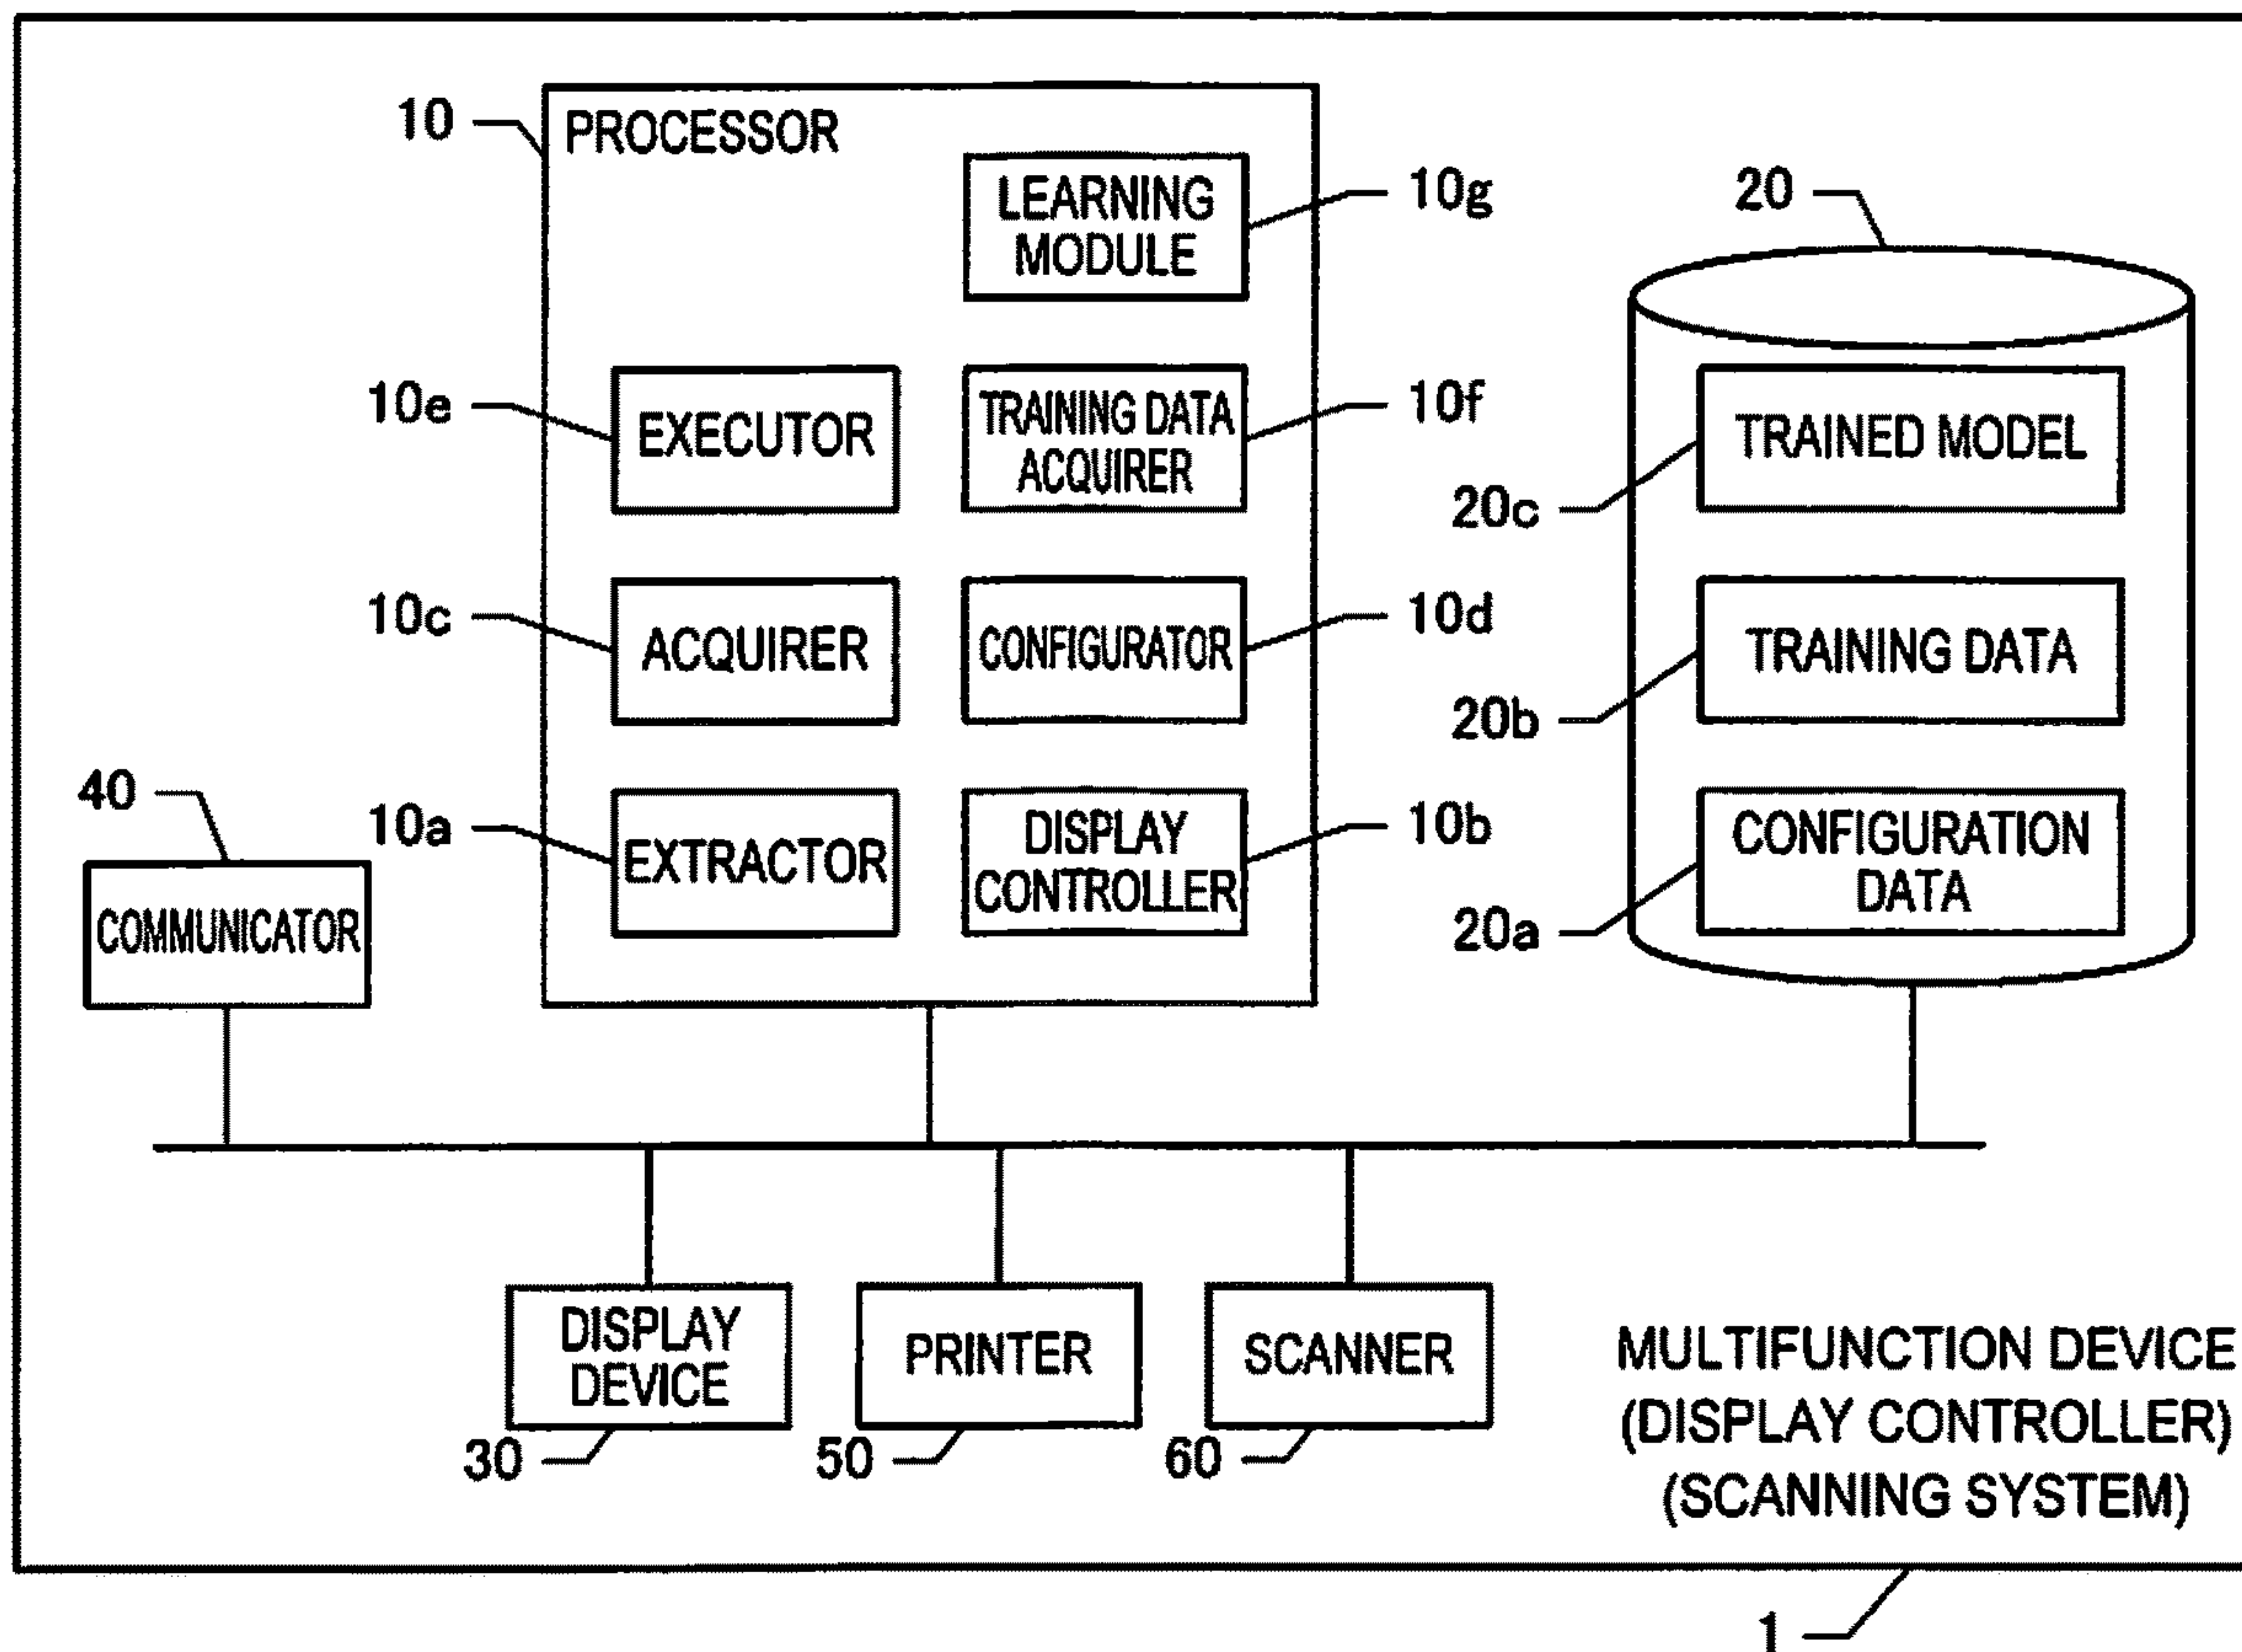 10
PROCESSOR
LEARNING
MODULE
10g
20
10e
EXECUTOR
TRAINING DATA
ACQUIRER
10f
TRAINED MODEL
20c
10c
ACQUIRER
CONFIGURATOR
10d
TRAINING DATA
20b
40
COMMUNICATOR
10a
EXTRACTOR
DISPLAY
CONTROLLER
10b
CONFIGURATION
DATA
20a
DISPLAY
DEVICE
30
PRINTER
50
SCANNER
60
MULTIFUNCTION DEVICE
(DISPLAY CONTROLLER)
(SCANNING SYSTEM)
1